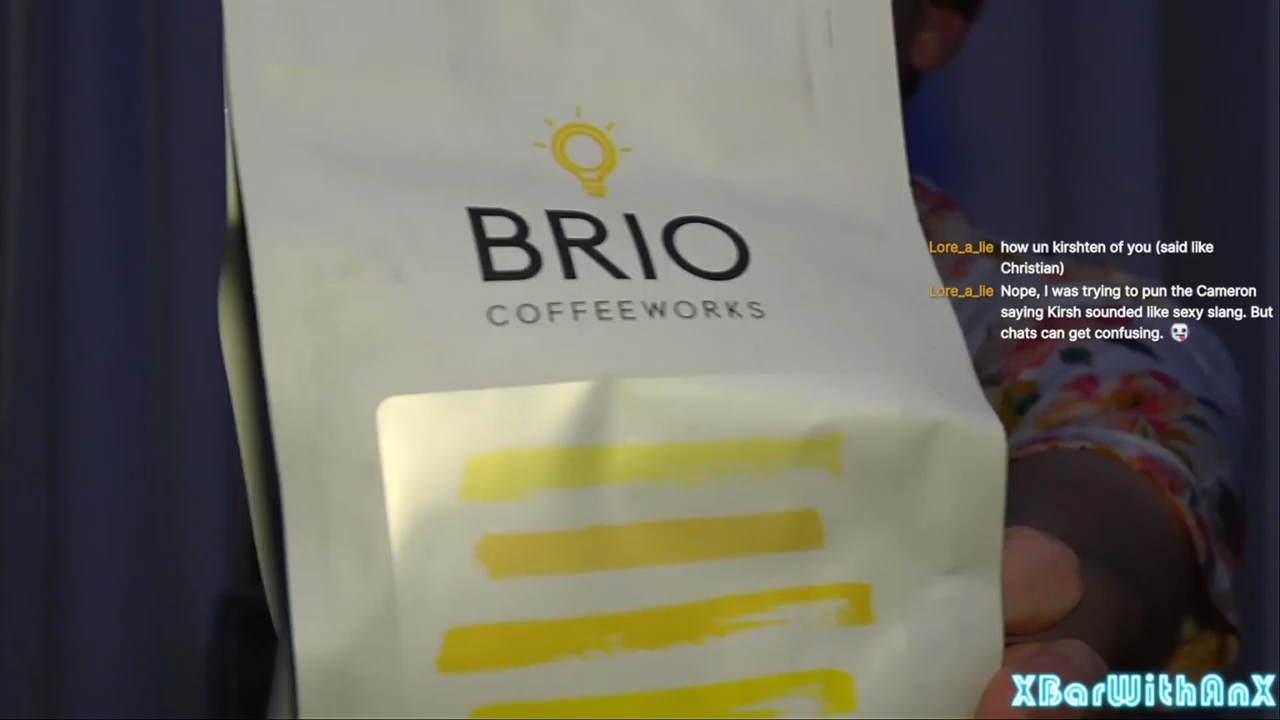 BRIO
COFFEEWORKS
Lore_a_lie how un kirshten of you (said like
Christian)
Lore_a_lie Nope, I was trying to pun the Cameron
saying Kirsh sounded like sexy slang. But
chats can get confusing.
XBarWithAnX